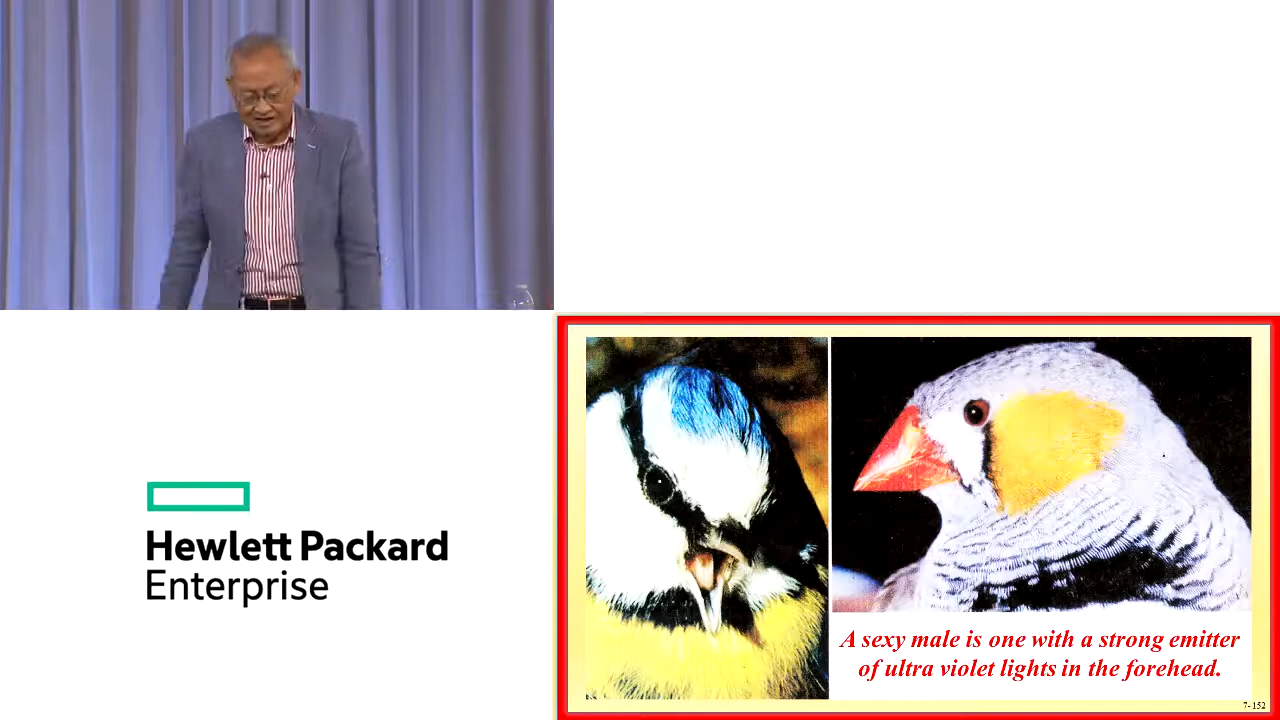 Hewlett Packard
Enterprise
A sexy male is one with a strong emitter
of ultra violet lights in the forehead.
7-152